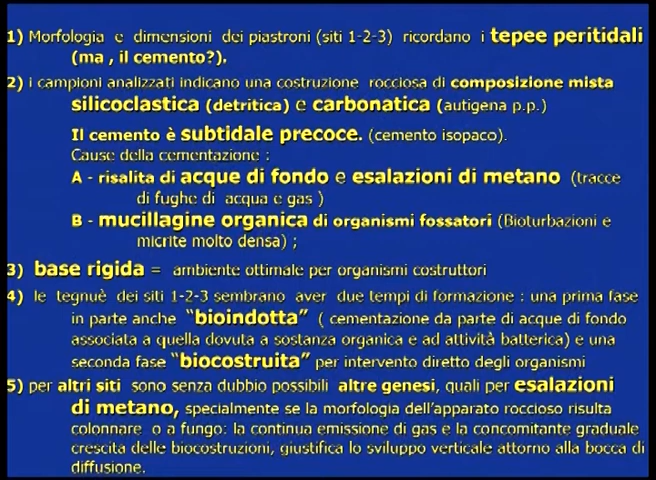 1) Morfologia e dimensioni dei piastroni (siti 1-2-3) ricordano i tepee peritidali
(ma , il cemento?).
2) i campioni analizzati indicano una costruzione rocciosa di composizione mista
silicoclastica (detritica) e carbonatica (autigena p.p.)
Il cemento è subtidale precoce. (cemento isopaco).
Cause della cementazione :
A - risalita di acque di fondo e esalazioni di metano (tracce
di fughe di acqua e gas )
B - mucillagine organica di organismi fossatori (Bioturbazioni e
micrite molto densa) ;
3) base rigida = ambiente ottimale per organismi costruttori
4) le tegnuè dei siti 1-2-3 sembrano aver due tempi di formazione : una prima fase
in parte anche "bioindotta" ( cementazione da parte di acque di fondo
associata a quella dovuta a sostanza organica e ad attività batterica) e una
seconda fase "biocostruita" per intervento diretto degli organismi
5) per altri siti sono senza dubbio possibili altre genesi, quali per esalazioni
di metano, specialmente se la morfologia dell'apparato roccioso risulta
colonnare o a fungo: la continua emissione di gas e la concomitante graduale
crescita delle biocostruzioni, giustifica lo sviluppo verticale attorno alla bocca di
diffusione.